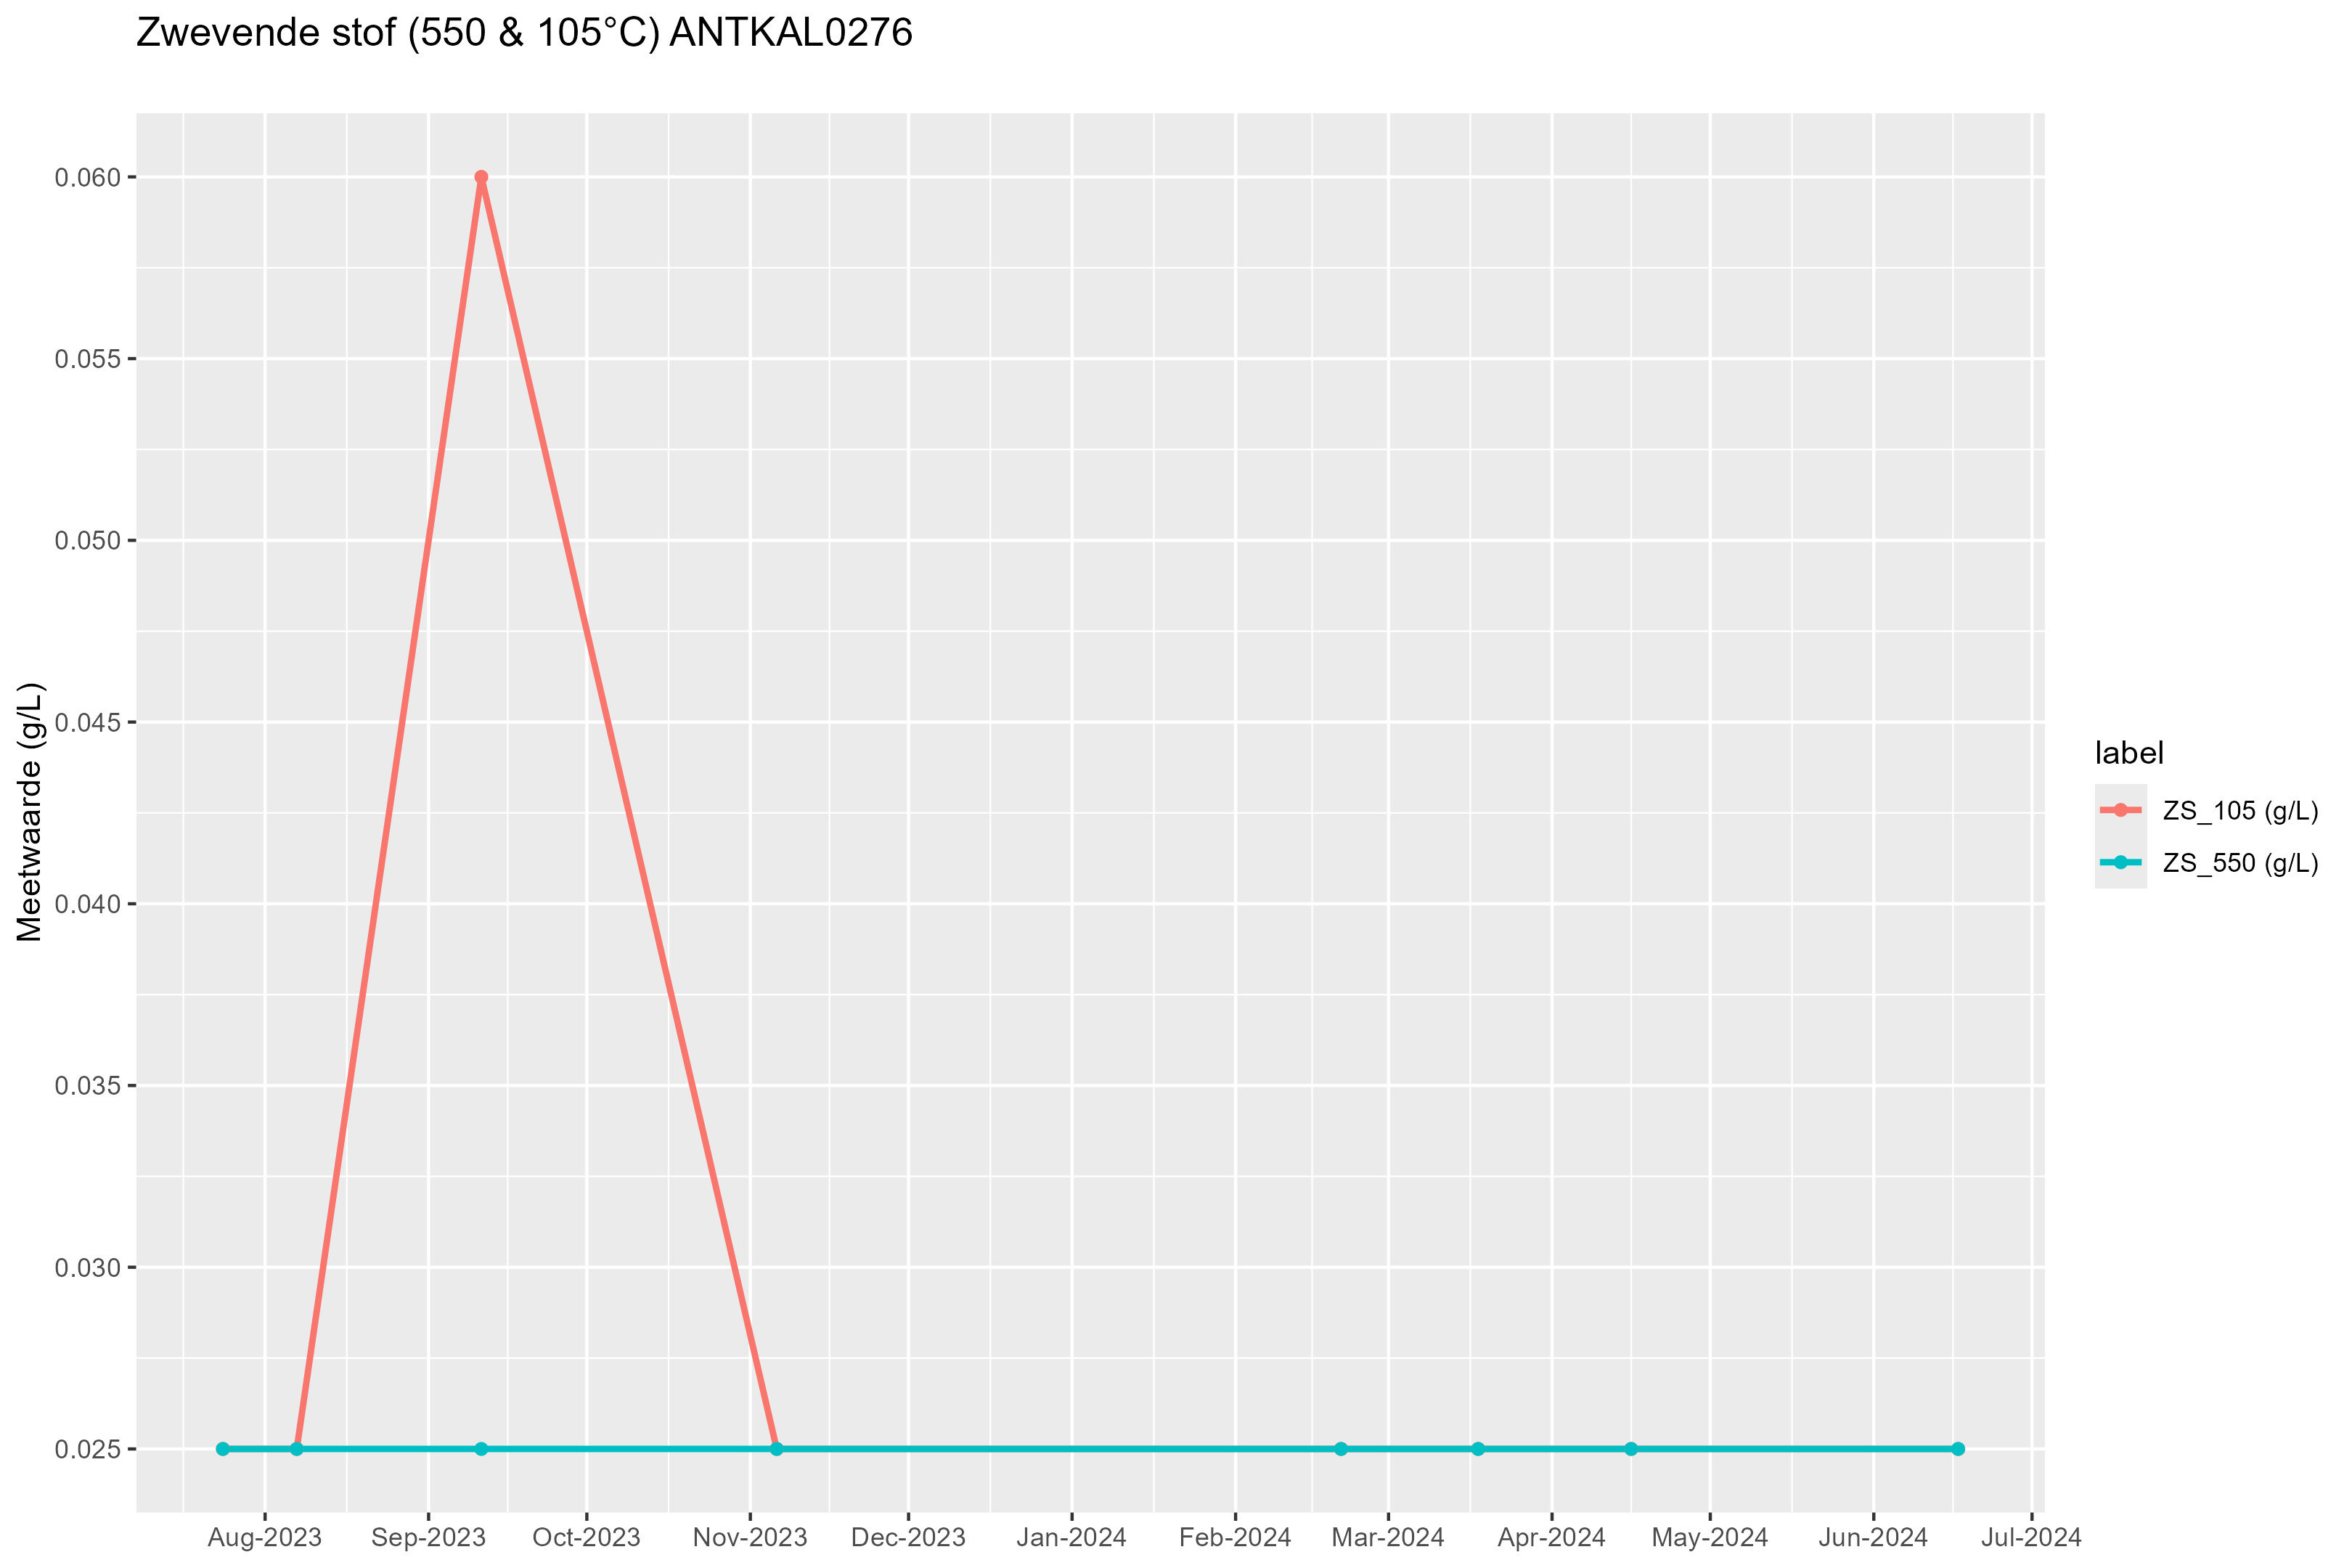 Zwevende stof (550 & 105°C) ANTKAL0276
Meetwaarde (g/L)
0.060
0.055
0.050
0.045
0.040
0.035
0.030
0.025
Aug-2023 Sep-2023 Oct-2023 Nov-2023 Dec-2023 Jan-2024 Feb-2024 Mar-2024 Apr-2024 May-2024 Jun-2024 Jul-2024
label
ZS_105 (g/L)
ZS_550 (g/L)